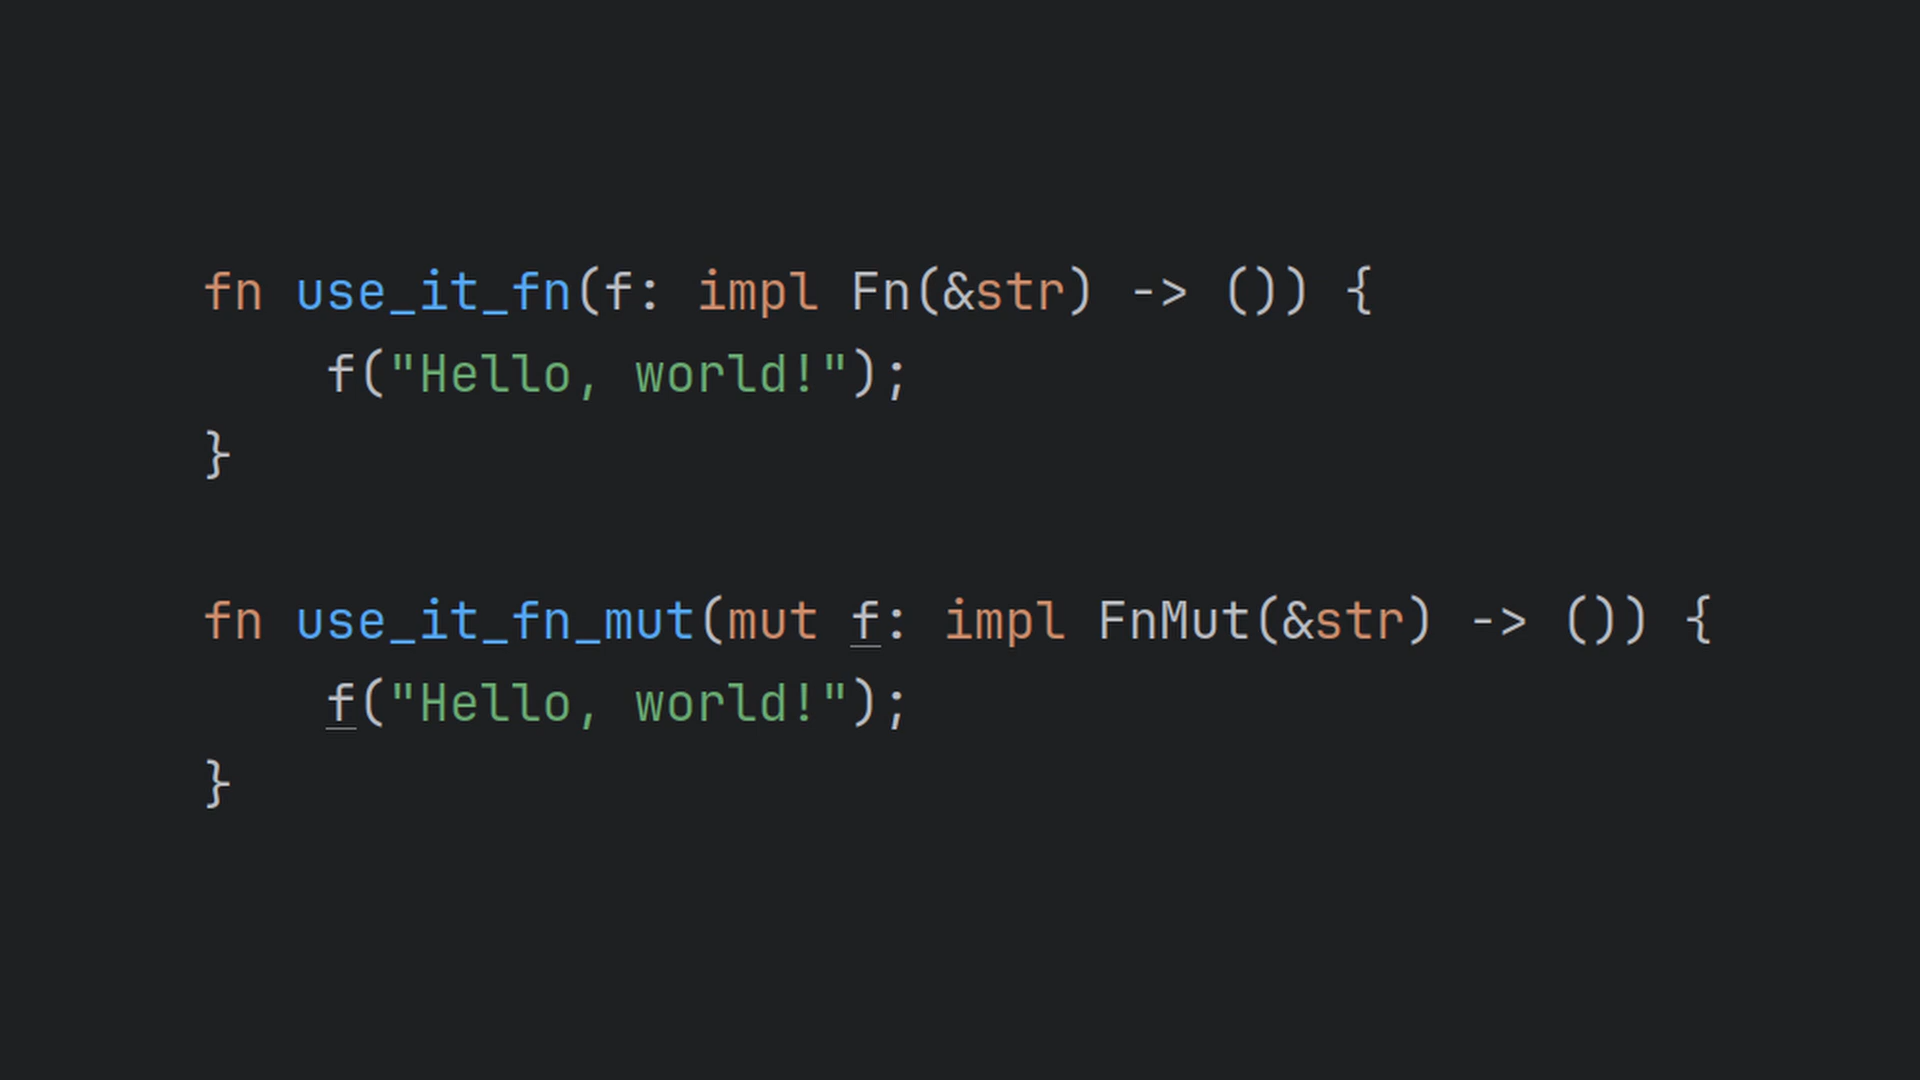 fn use_it_fn(f: impl Fn(&str) -> ()) {
    f("Hello, world!");
}
fn use_it_fn_mut(mut f: impl FnMut(&str) -> ()) {
    f("Hello, world!");
}